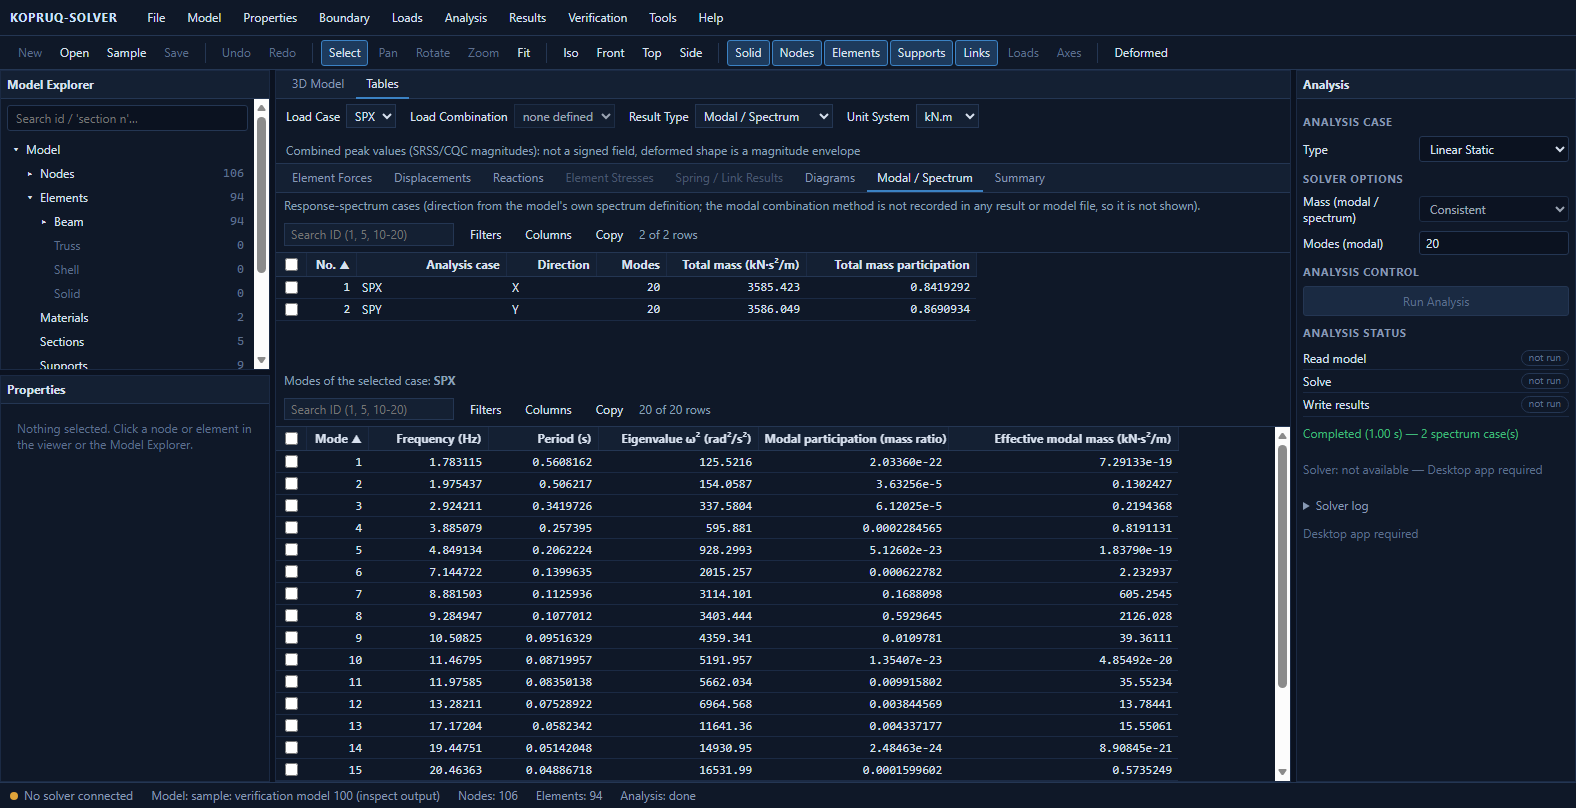 KOPRUQ-SOLVER File Model Properties Boundary Loads Analysis Results Verification Tools Help
New Open Sample Save Undo Redo Select Pan Rotate Zoom Fit Iso Front Top Side Solid Nodes Elements Supports Links Loads Axes Deformed
Model Explorer
Search id / 'section n'...
Model
Nodes 106
Elements 94
Beam 94
Truss 0
Shell 0
Solid 0
Materials 2
Sections 5
Supports 9
Properties
Nothing selected. Click a node or element in
the viewer or the Model Explorer.
3D Model Tables
Load Case SPX Load Combination none defined Result Type Modal / Spectrum Unit System kN.m
Combined peak values (SRSS/CQC magnitudes): not a signed field, deformed shape is a magnitude envelope
Element Forces Displacements Reactions Element Stresses Spring / Link Results Diagrams Modal / Spectrum Summary
Response-spectrum cases (direction from the model's own spectrum definition; the modal combination method is not recorded in any result or model file, so it is not shown).
Search ID (1, 5, 10-20) Filters Columns Copy 2 of 2 rows
No. ▲ Analysis case Direction Modes Total mass (kN·s²/m) Total mass participation
1 SPX X 20 3585.423 0.8419292
2 SPY Y 20 3586.049 0.8690934
Modes of the selected case: SPX
Search ID (1, 5, 10-20) Filters Columns Copy 20 of 20 rows
Mode ▲ Frequency (Hz) Period (s) Eigenvalue ω² (rad²/s²) Modal participation (mass ratio) Effective modal mass (kN·s²/m)
1 1.783115 0.5608162 125.5216 2.03360e-22 7.29133e-19
2 1.975437 0.506217 154.0587 3.63256e-5 0.1302427
3 2.924211 0.3419726 337.5804 6.12025e-5 0.2194368
4 3.885079 0.257395 595.881 0.0002284565 0.8191131
5 4.849134 0.2062224 928.2993 5.12602e-23 1.83790e-19
6 7.144722 0.1399635 2015.257 0.000622782 2.232937
7 8.881503 0.1125936 3114.101 0.1688098 605.2545
8 9.284947 0.1077012 3403.444 0.5929645 2126.028
9 10.50825 0.09516329 4359.341 0.0109781 39.36111
10 11.46795 0.08719957 5191.957 1.35407e-23 4.85492e-20
11 11.97585 0.08350138 5662.034 0.009915802 35.55234
12 13.28211 0.07528922 6964.568 0.003844569 13.78441
13 17.17204 0.0582342 11641.36 0.004337177 15.55061
14 19.44751 0.05142048 14930.95 2.48463e-24 8.90845e-21
15 20.46363 0.04886718 16531.99 0.0001599602 0.5735249
Analysis
ANALYSIS CASE
Type Linear Static
SOLVER OPTIONS
Mass (modal /
spectrum) Consistent
Modes (modal) 20
ANALYSIS CONTROL
Run Analysis
ANALYSIS STATUS
Read model not run
Solve not run
Write results not run
Completed (1.00 s) — 2 spectrum case(s)
Solver: not available — Desktop app required
Solver log
Desktop app required
No solver connected Model: sample: verification model 100 (inspect output) Nodes: 106 Elements: 94 Analysis: done